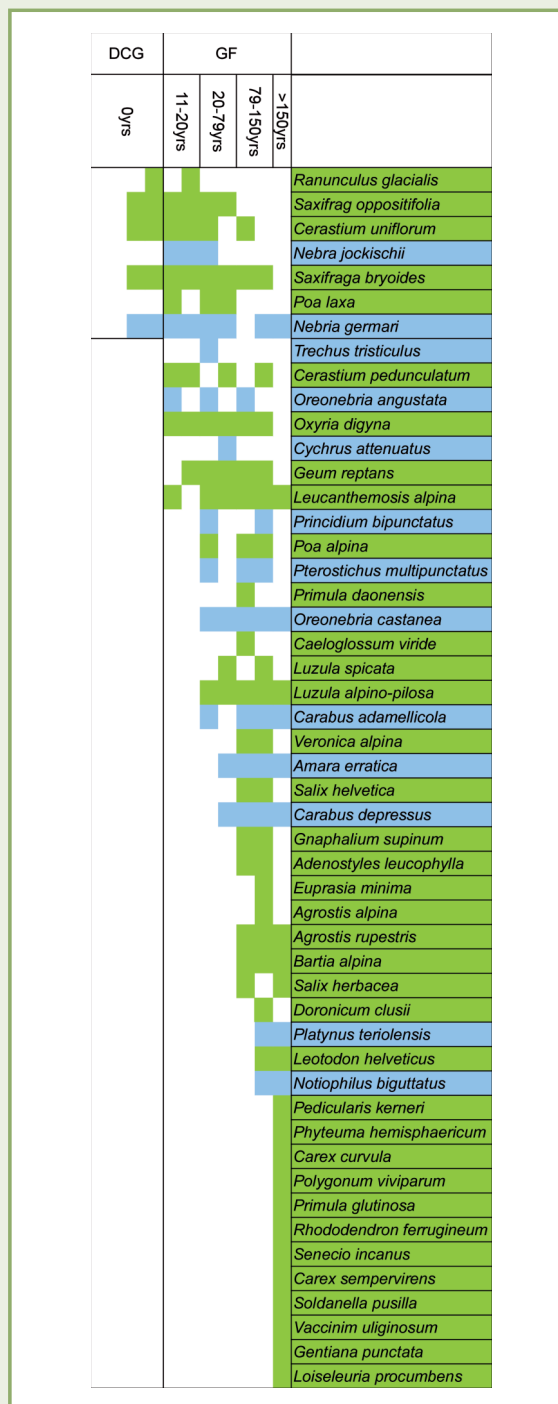 DCG GF
0yrs 11-20yrs 20-79yrs 79-150yrs >150yrs
Ranunculus glacialis
Saxifrag oppositifolia
Cerastium uniflorum
Nebra jockischii
Saxifraga bryoides
Poa laxa
Nebria germari
Trechus tristiculus
Cerastium pedunculatum
Oreonebria angustata
Oxyria digyna
Cychrus attenuatus
Geum reptans
Leucanthemosis alpina
Princidium bipunctatus
Poa alpina
Pterostichus multipunctatus
Primula daonensis
Oreonebria castanea
Caeloglossum viride
Luzula spicata
Luzula alpino-pilosa
Carabus adamellicola
Veronica alpina
Amara erratica
Salix helvetica
Carabus depressus
Gnaphalium supinum
Adenostyles leucophylla
Euprasia minima
Agrostis alpina
Agrostis rupestris
Bartia alpina
Salix herbacea
Doronicum clusii
Platynus teriolensis
Leotodon helveticus
Notiophilus biguttatus
Pedicularis kerneri
Phyteuma hemisphaericum
Carex curvula
Polygonum viviparum
Primula glutinosa
Rhododendron ferrugineum
Senecio incanus
Carex sempervirens
Soldanella pusilla
Vaccinim uliginosum
Gentiana punctata
Loiseleuria procumbens